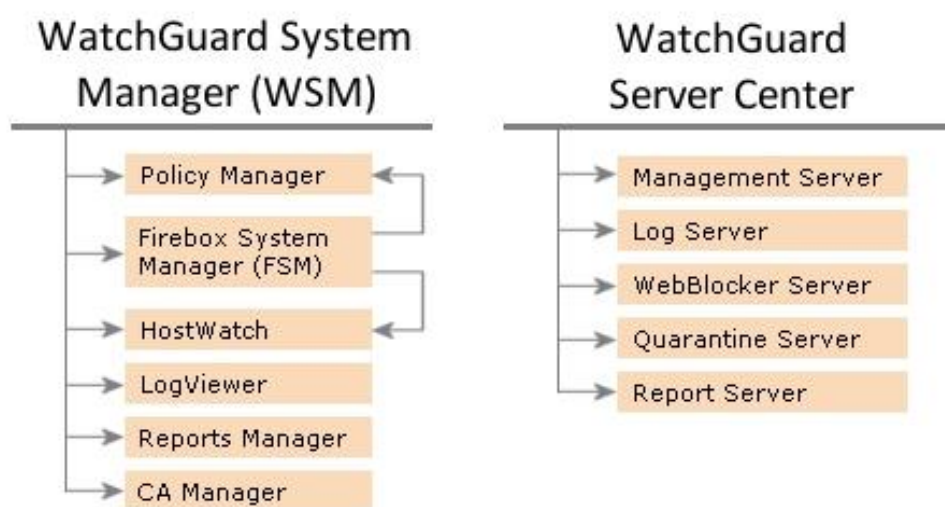 WatchGuard System
Manager (WSM)
Policy Manager
Firebox System
Manager (FSM)
HostWatch
LogViewer
Reports Manager
CA Manager
WatchGuard
Server Center
Management Server
Log Server
WebBlocker Server
Quarantine Server
Report Server